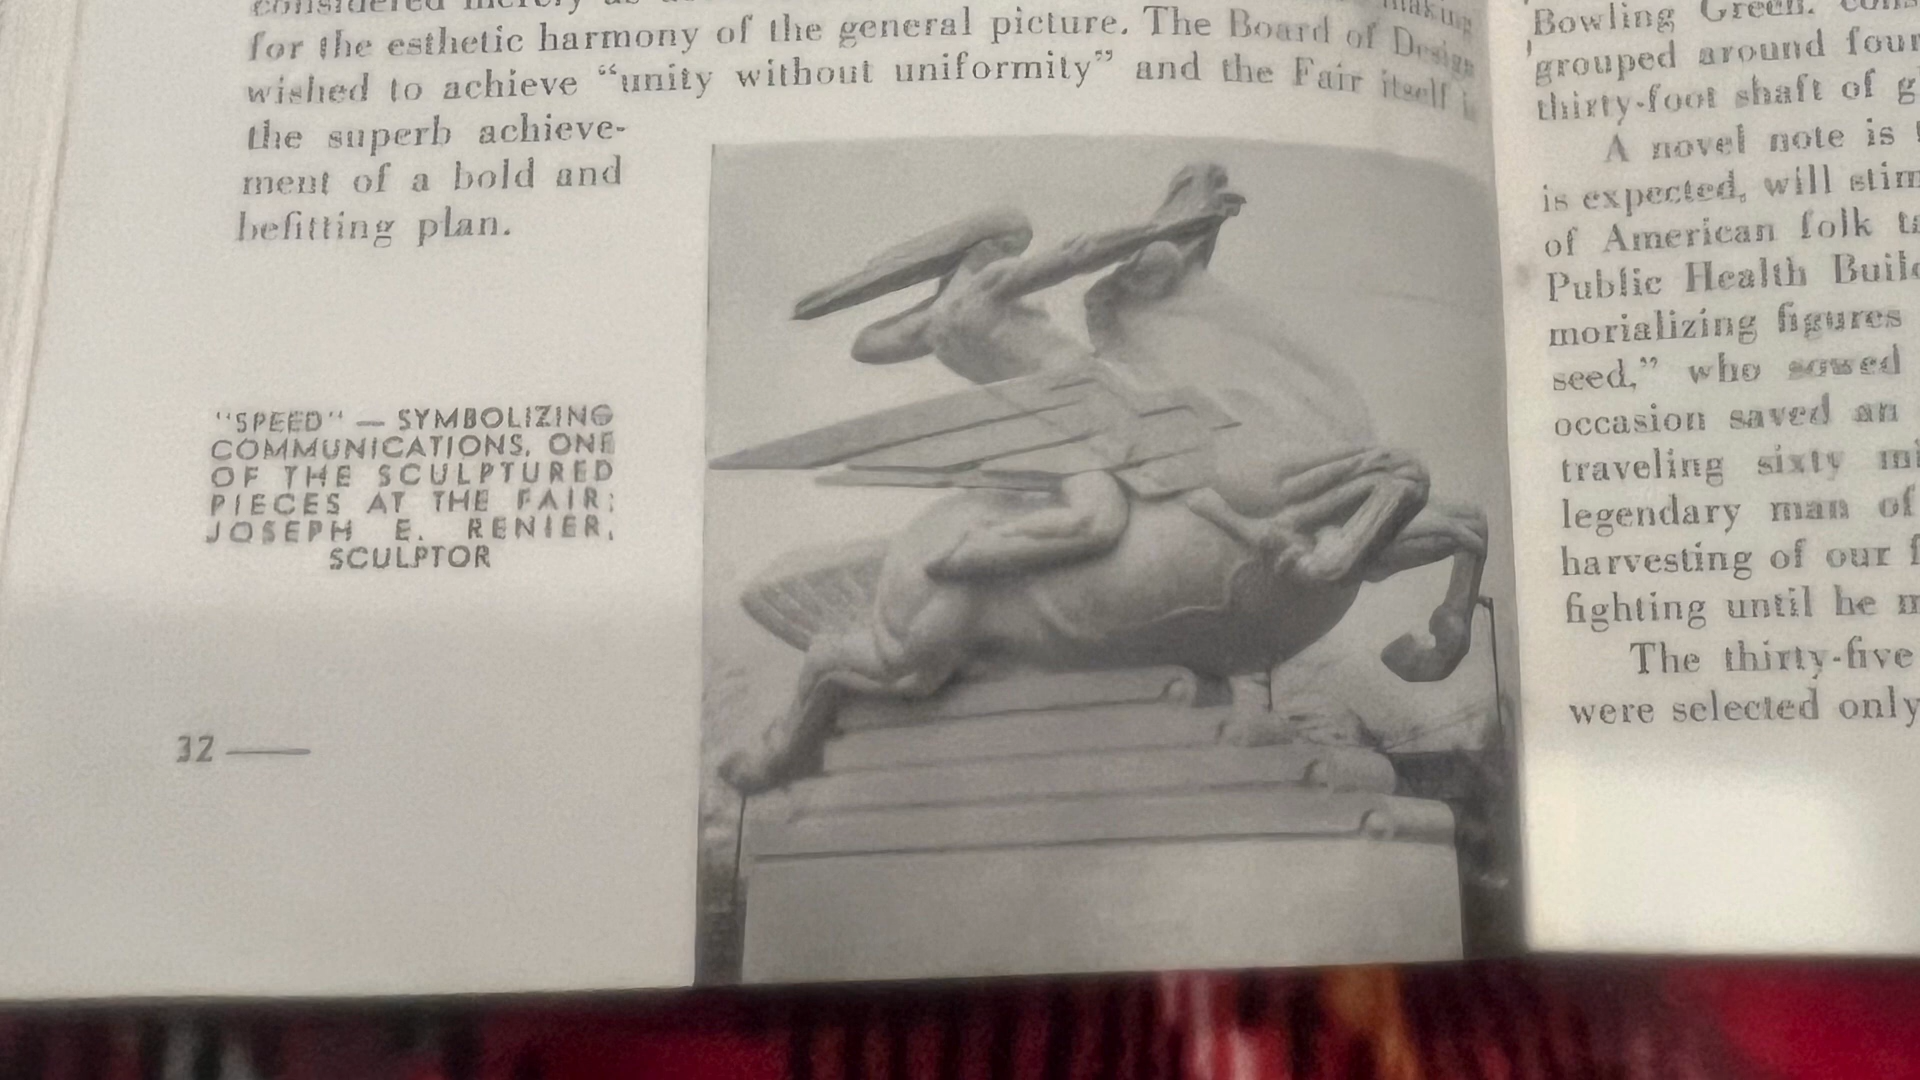 considered merely as
for the esthetic harmony of the general picture. The Board of Design
wished to achieve “unity without uniformity” and the Fair itself is
the superb achieve-
ment of a bold and
befitting plan.
"SPEED" — SYMBOLIZING
COMMUNICATIONS, ONE
OF THE SCULPTURED
PIECES AT THE FAIR;
JOSEPH E. RENIER,
SCULPTOR
32
Bowling Green.
grouped around four
thirty-foot shaft of
A novel note is
is expected, will
of American folk
Public Health
morializing figures
seed,” who sowed
occasion saved an
traveling sixty
legendary man of
harvesting of our
fighting until he
The thirty-five
were selected only